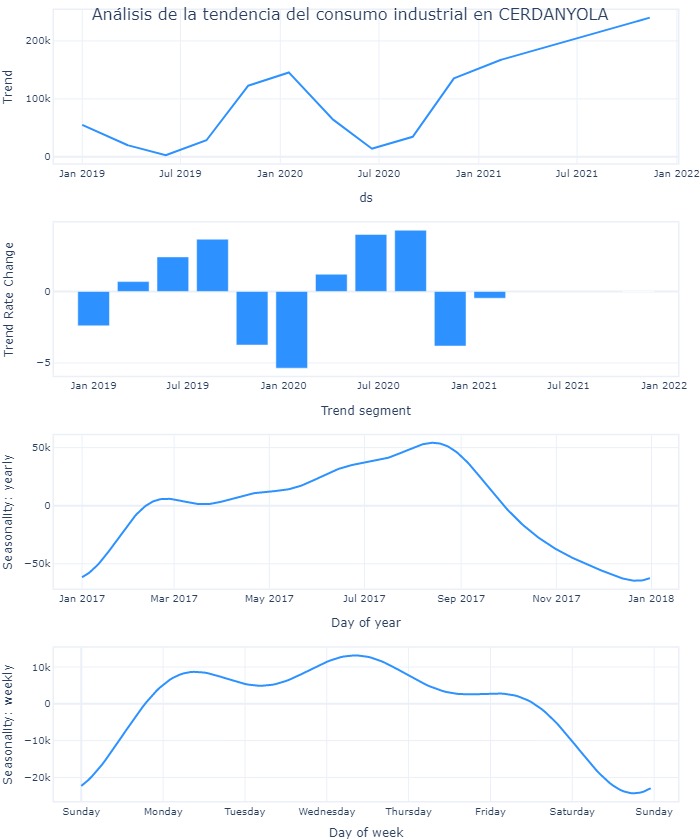 Análisis de la tendencia del consumo industrial en CERDANYOLA
200k
100k
0
Trend
Jan 2019 Jul 2019 Jan 2020 Jul 2020 Jan 2021 Jul 2021 Jan 2022
ds
0
−5
Trend Rate Change
Jan 2019 Jul 2019 Jan 2020 Jul 2020 Jan 2021 Jul 2021 Jan 2022
Trend segment
50k
0
−50k
Seasonality: yearly
Jan 2017 Mar 2017 May 2017 Jul 2017 Sep 2017 Nov 2017 Jan 2018
Day of year
10k
0
−10k
−20k
Seasonality: weekly
Sunday Monday Tuesday Wednesday Thursday Friday Saturday Sunday
Day of week